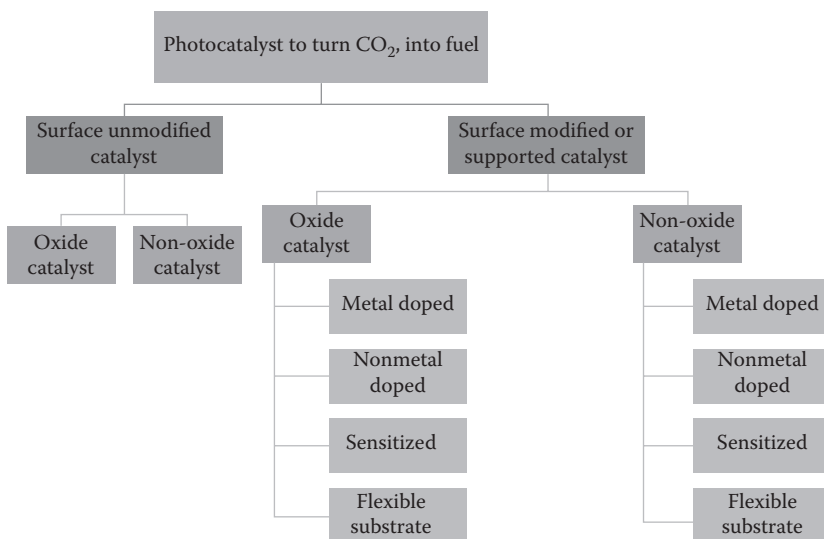 Photocatalyst to turn CO₂, into fuel
Surface unmodified
catalyst
Surface modified or
supported catalyst
Oxide
catalyst
Non-oxide
catalyst
Oxide
catalyst
Metal doped
Nonmetal
doped
Sensitized
Flexible
substrate
Non-oxide
catalyst
Metal doped
Nonmetal
doped
Sensitized
Flexible
substrate